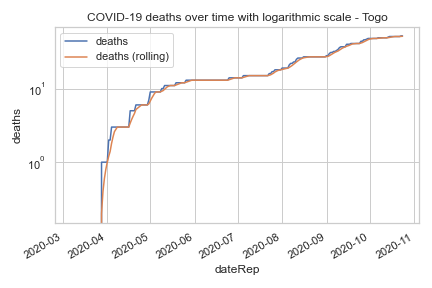 COVID-19 deaths over time with logarithmic scale - Togo
deaths
deaths (rolling)
10¹
10⁰
deaths
2020-03
2020-04
2020-05
2020-06
2020-07
2020-08
2020-09
2020-10
2020-11
dateRep